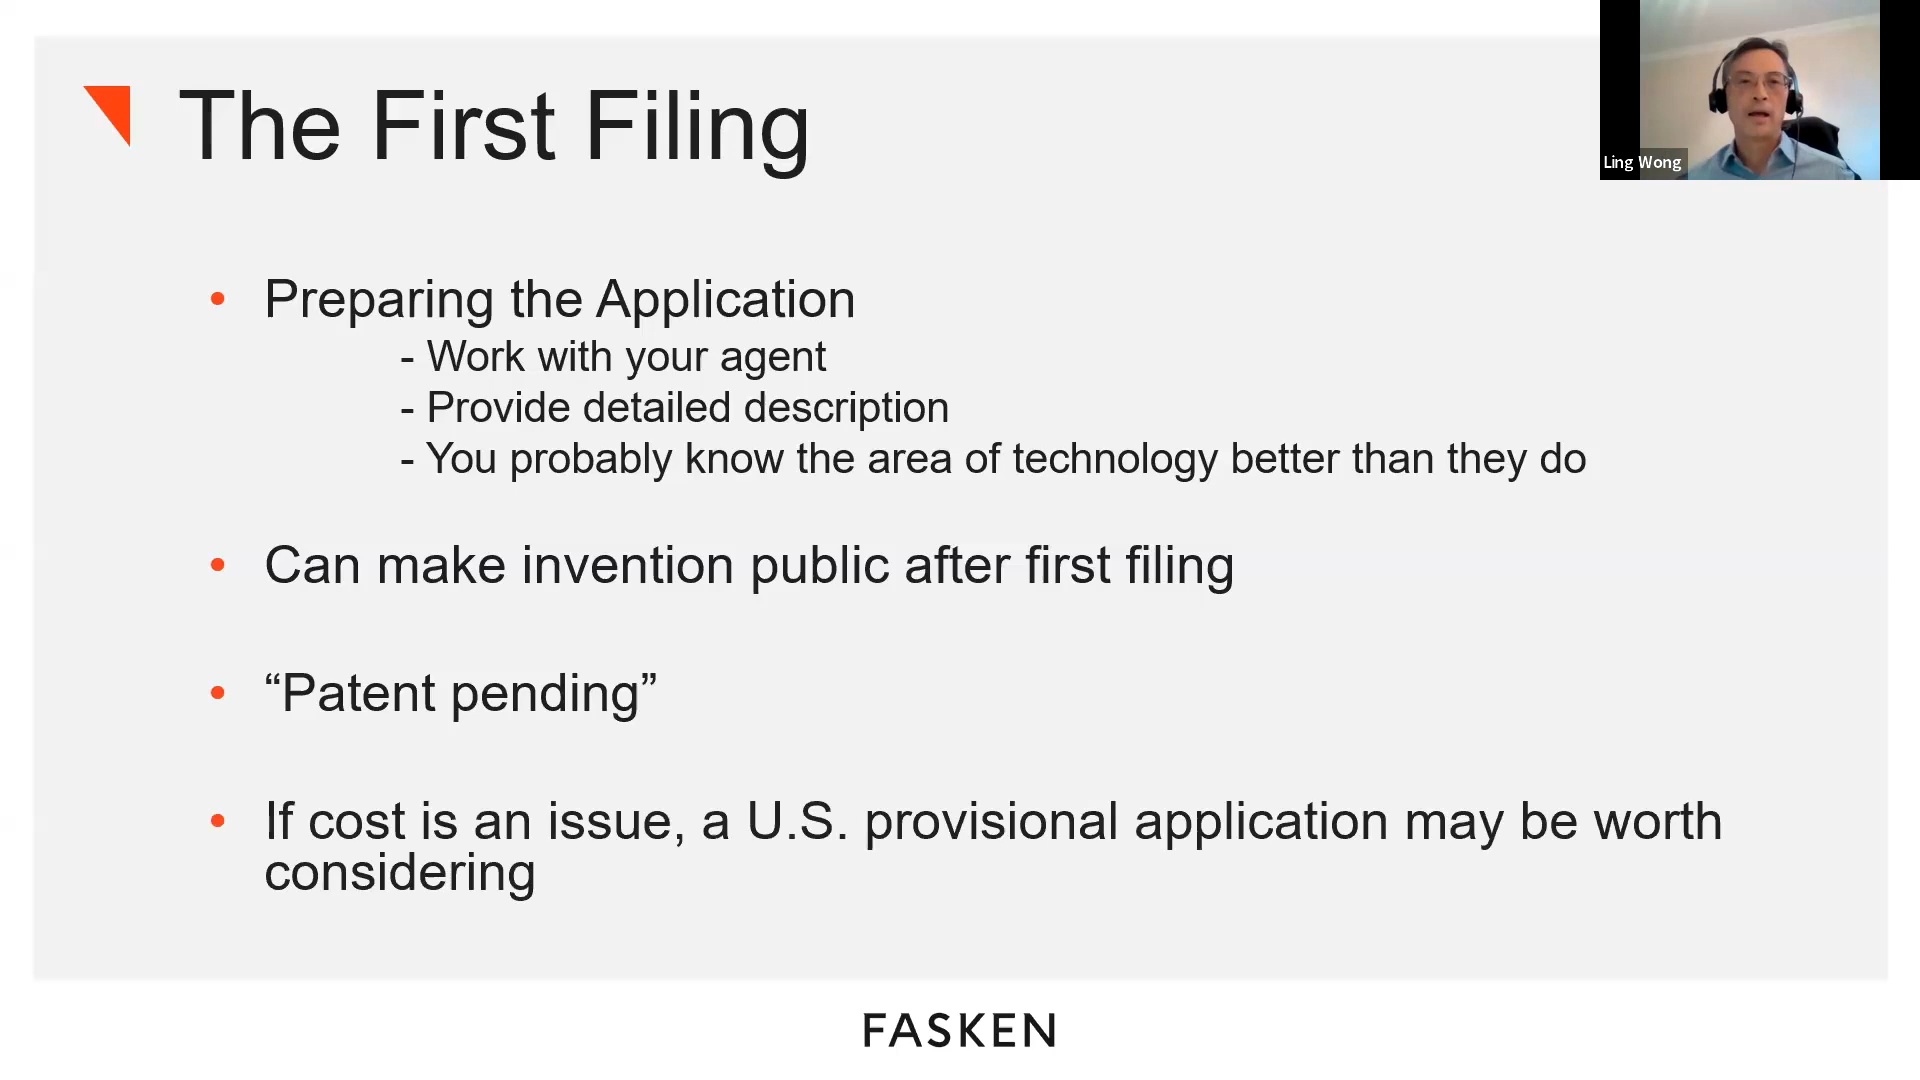 The First Filing
Ling Wong
• Preparing the Application
- Work with your agent
- Provide detailed description
- You probably know the area of technology better than they do
• Can make invention public after first filing
• “Patent pending”
• If cost is an issue, a U.S. provisional application may be worth
considering
FASKEN